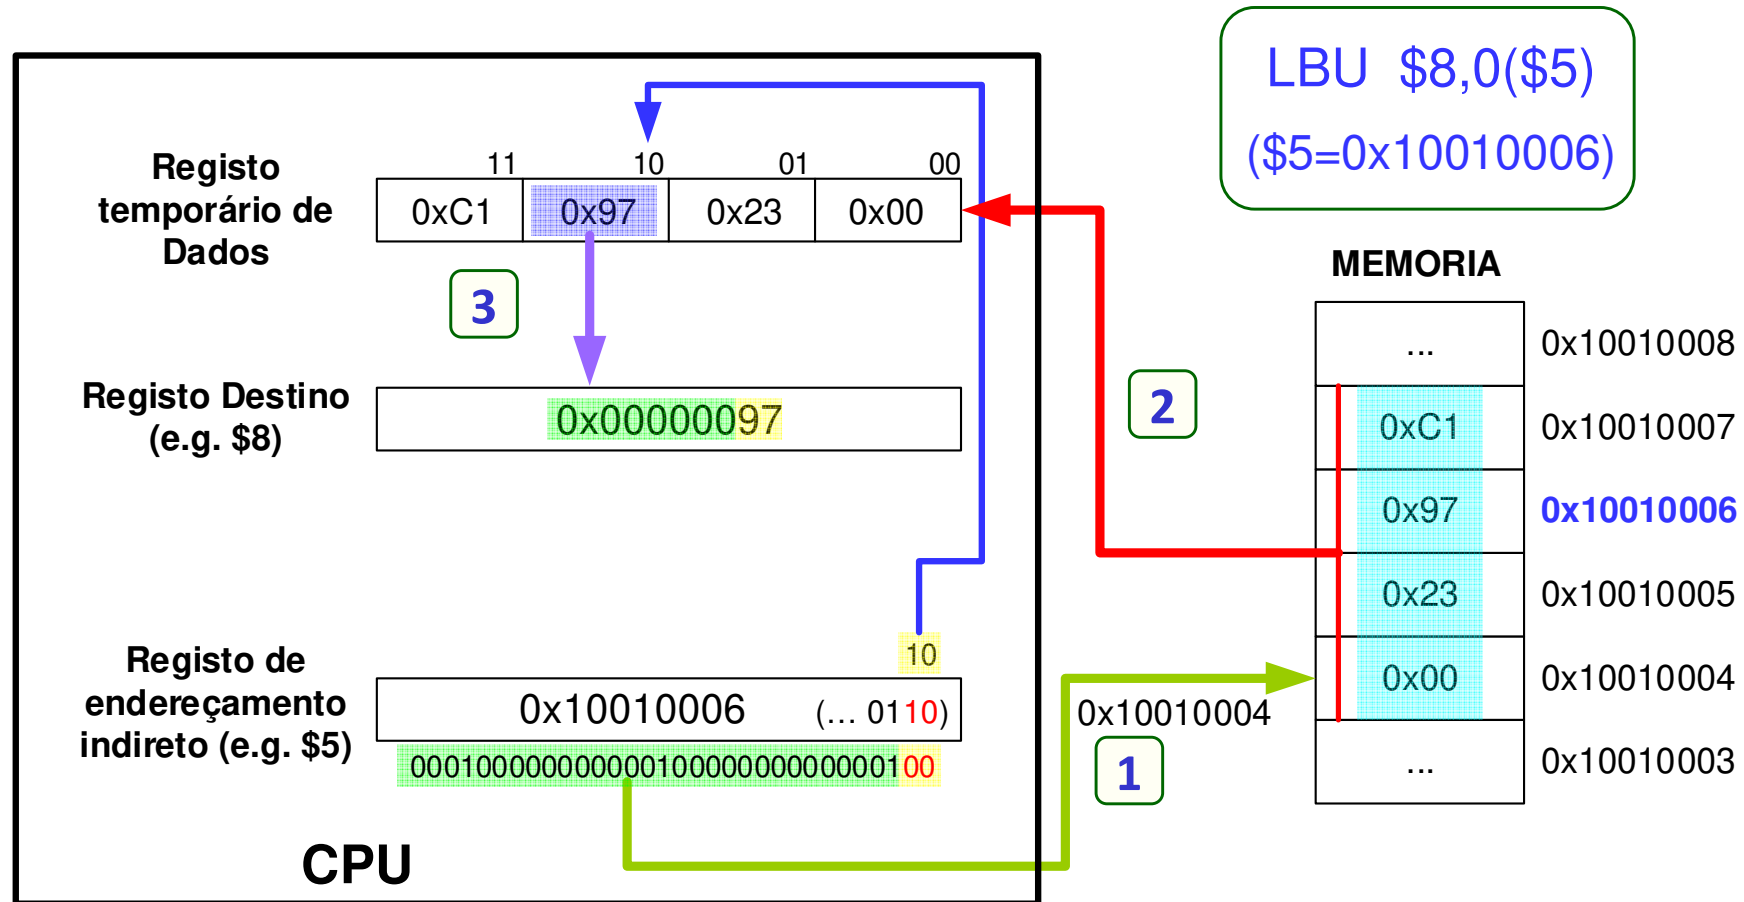 LBU $8,0($5)
($5=0x10010006)
Registo
temporário de
Dados
11 10 01 00
0xC1 0x97 0x23 0x00
3
Registo Destino
(e.g. $8)
0x00000097
10
Registo de
endereçamento
indireto (e.g. $5)
0x10010006 (... 0110)
00010000000000010000000000000100
CPU
0x10010004
1
2
MEMORIA
... 0x10010008
0xC1 0x10010007
0x97 0x10010006
0x23 0x10010005
0x00 0x10010004
... 0x10010003